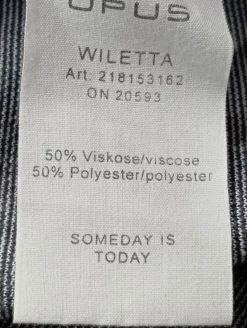 OPUS
WILETTA
Art: 218153162
ON 20593
50% Viskose/viscose
50% Polyester/polyester
SOMEDAY IS
TODAY